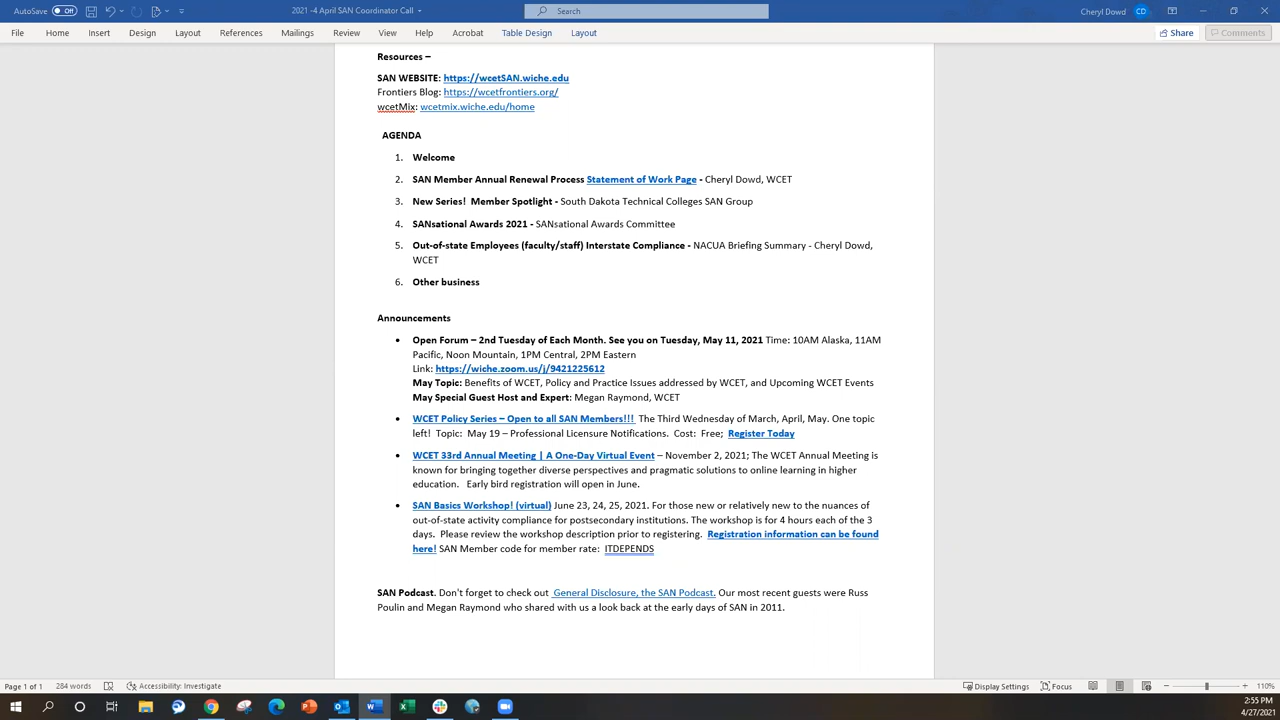 AutoSave Off 2021 -4 April SAN Coordinator Call Search Cheryl Dowd CD
File Home Insert Design Layout References Mailings Review View Help Acrobat Table Design Layout Share Comments
Resources –
SAN WEBSITE: https://wcetSAN.wiche.edu
Frontiers Blog: https://wcetfrontiers.org/
wcetMix: wcetmix.wiche.edu/home
AGENDA
1. Welcome
2. SAN Member Annual Renewal Process Statement of Work Page - Cheryl Dowd, WCET
3. New Series! Member Spotlight - South Dakota Technical Colleges SAN Group
4. SANsational Awards 2021 - SANsational Awards Committee
5. Out-of-state Employees (faculty/staff) Interstate Compliance - NACUA Briefing Summary - Cheryl Dowd,
WCET
6. Other business
Announcements
• Open Forum – 2nd Tuesday of Each Month. See you on Tuesday, May 11, 2021 Time: 10AM Alaska, 11AM
Pacific, Noon Mountain, 1PM Central, 2PM Eastern
Link: https://wiche.zoom.us/j/9421225612
May Topic: Benefits of WCET, Policy and Practice Issues addressed by WCET, and Upcoming WCET Events
May Special Guest Host and Expert: Megan Raymond, WCET
• WCET Policy Series – Open to all SAN Members!!! The Third Wednesday of March, April, May. One topic
left! Topic: May 19 – Professional Licensure Notifications. Cost: Free; Register Today
• WCET 33rd Annual Meeting | A One-Day Virtual Event – November 2, 2021; The WCET Annual Meeting is
known for bringing together diverse perspectives and pragmatic solutions to online learning in higher
education. Early bird registration will open in June.
• SAN Basics Workshop! (virtual) June 23, 24, 25, 2021. For those new or relatively new to the nuances of
out-of-state activity compliance for postsecondary institutions. The workshop is for 4 hours each of the 3
days. Please review the workshop description prior to registering. Registration information can be found
here! SAN Member code for member rate: ITDEPENDS
SAN Podcast. Don't forget to check out General Disclosure, the SAN Podcast. Our most recent guests were Russ
Poulin and Megan Raymond who shared with us a look back at the early days of SAN in 2011.
Page 1 of 1 284 words Accessibility: Investigate Display Settings Focus 110%
2:55 PM
4/27/2021